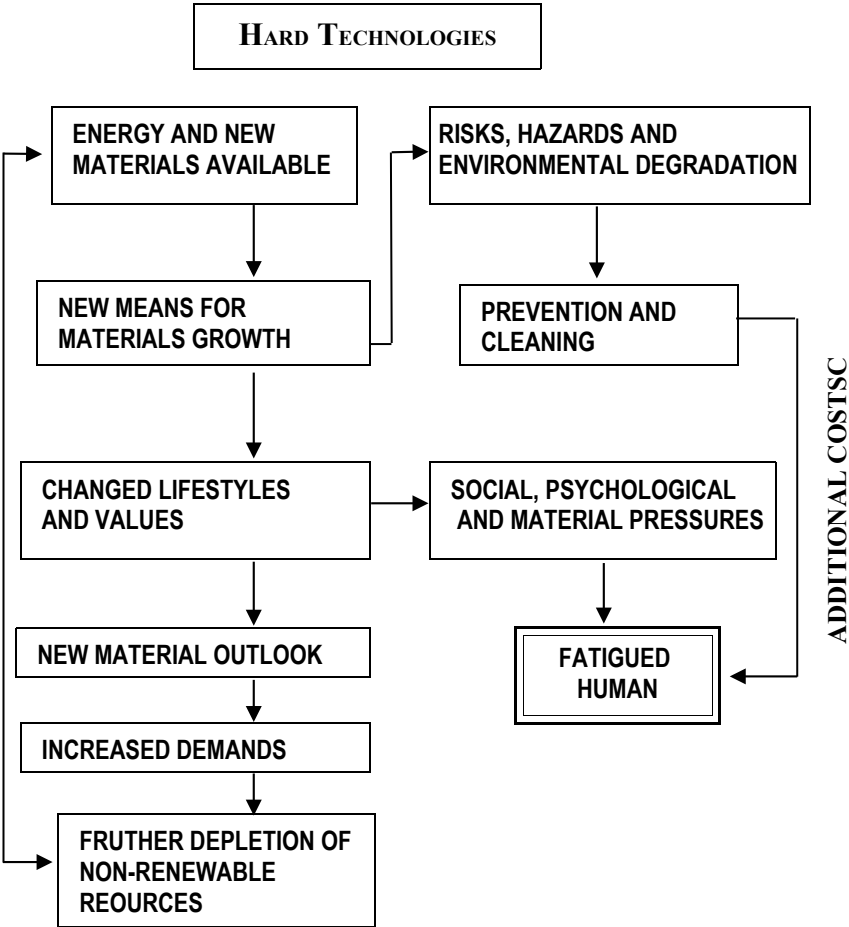 HARD TECHNOLOGIES
ENERGY AND NEW
MATERIALS AVAILABLE
RISKS, HAZARDS AND
ENVIRONMENTAL DEGRADATION
NEW MEANS FOR
MATERIALS GROWTH
PREVENTION AND
CLEANING
ADDITIONAL COSTSC
CHANGED LIFESTYLES
AND VALUES
SOCIAL, PSYCHOLOGICAL
AND MATERIAL PRESSURES
NEW MATERIAL OUTLOOK
FATIGUED
HUMAN
INCREASED DEMANDS
FRUTHER DEPLETION OF
NON-RENEWABLE
REOURCES